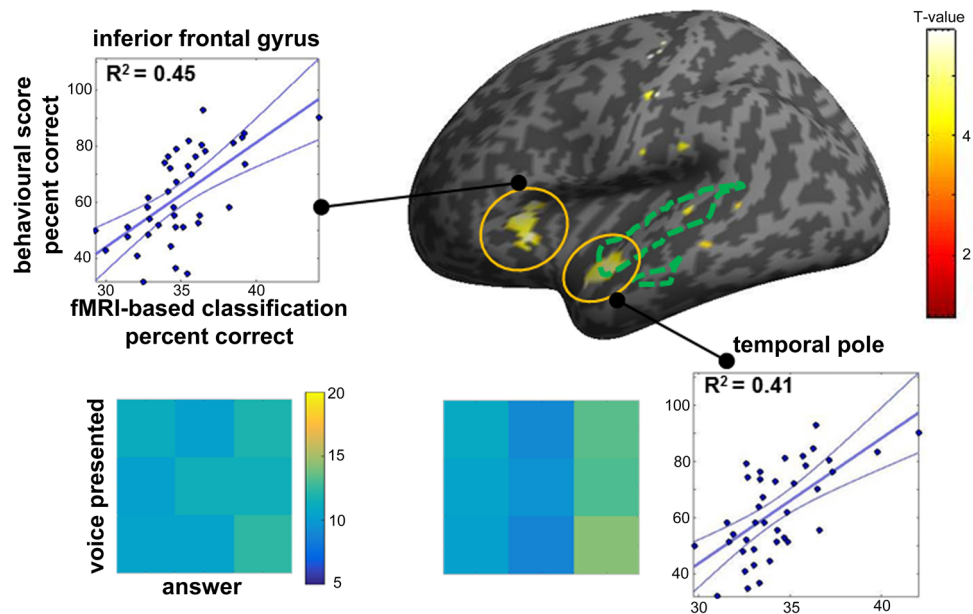 inferior frontal gyrus
R² = 0.45
behavioural score
pecent correct
100
80
60
40
30
35
40
fMRI-based classification
percent correct
T-value
4
2
temporal pole
R² = 0.41
100
80
60
40
30
35
40
voice presented
answer
20
15
10
5